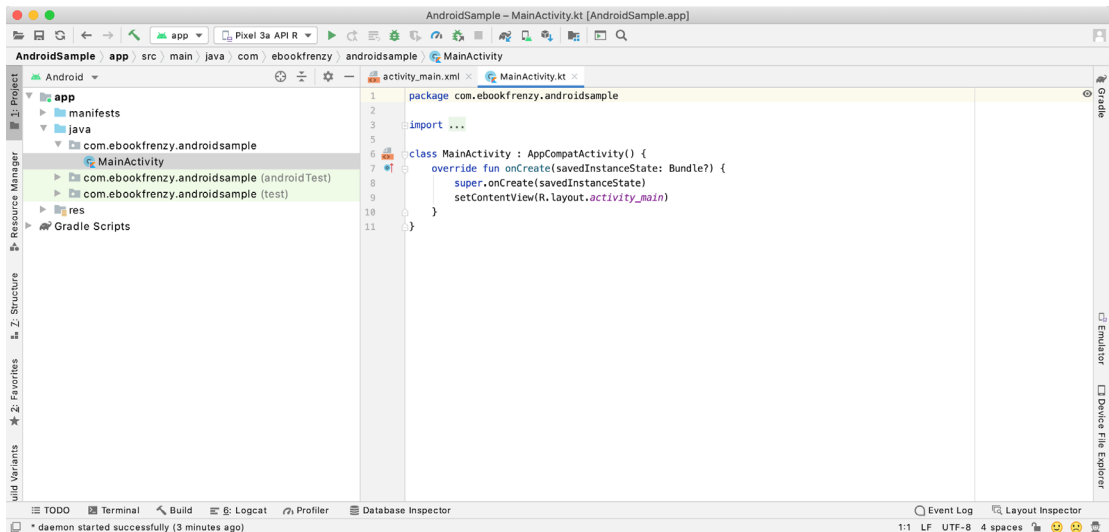 AndroidSample – MainActivity.kt [AndroidSample.app]
app
Pixel 3a API R
AndroidSample
app
src
main
java
com
ebookfrenzy
androidsample
MainActivity
1: Project
Resource Manager
Z: Structure
2: Favorites
uild Variants
Android
app
manifests
java
com.ebookfrenzy.androidsample
MainActivity
com.ebookfrenzy.androidsample (androidTest)
com.ebookfrenzy.androidsample (test)
res
Gradle Scripts
activity_main.xml
MainActivity.kt
1 package com.ebookfrenzy.androidsample
2
3 import ...
5
6 class MainActivity : AppCompatActivity() {
7 override fun onCreate(savedInstanceState: Bundle?) {
8 super.onCreate(savedInstanceState)
9 setContentView(R.layout.activity_main)
10 }
11 }
Gradle
Emulator
Device File Explorer
TODO
Terminal
Build
6: Logcat
Profiler
Database Inspector
Event Log
Layout Inspector
* daemon started successfully (3 minutes ago)
1:1 LF UTF-8 4 spaces